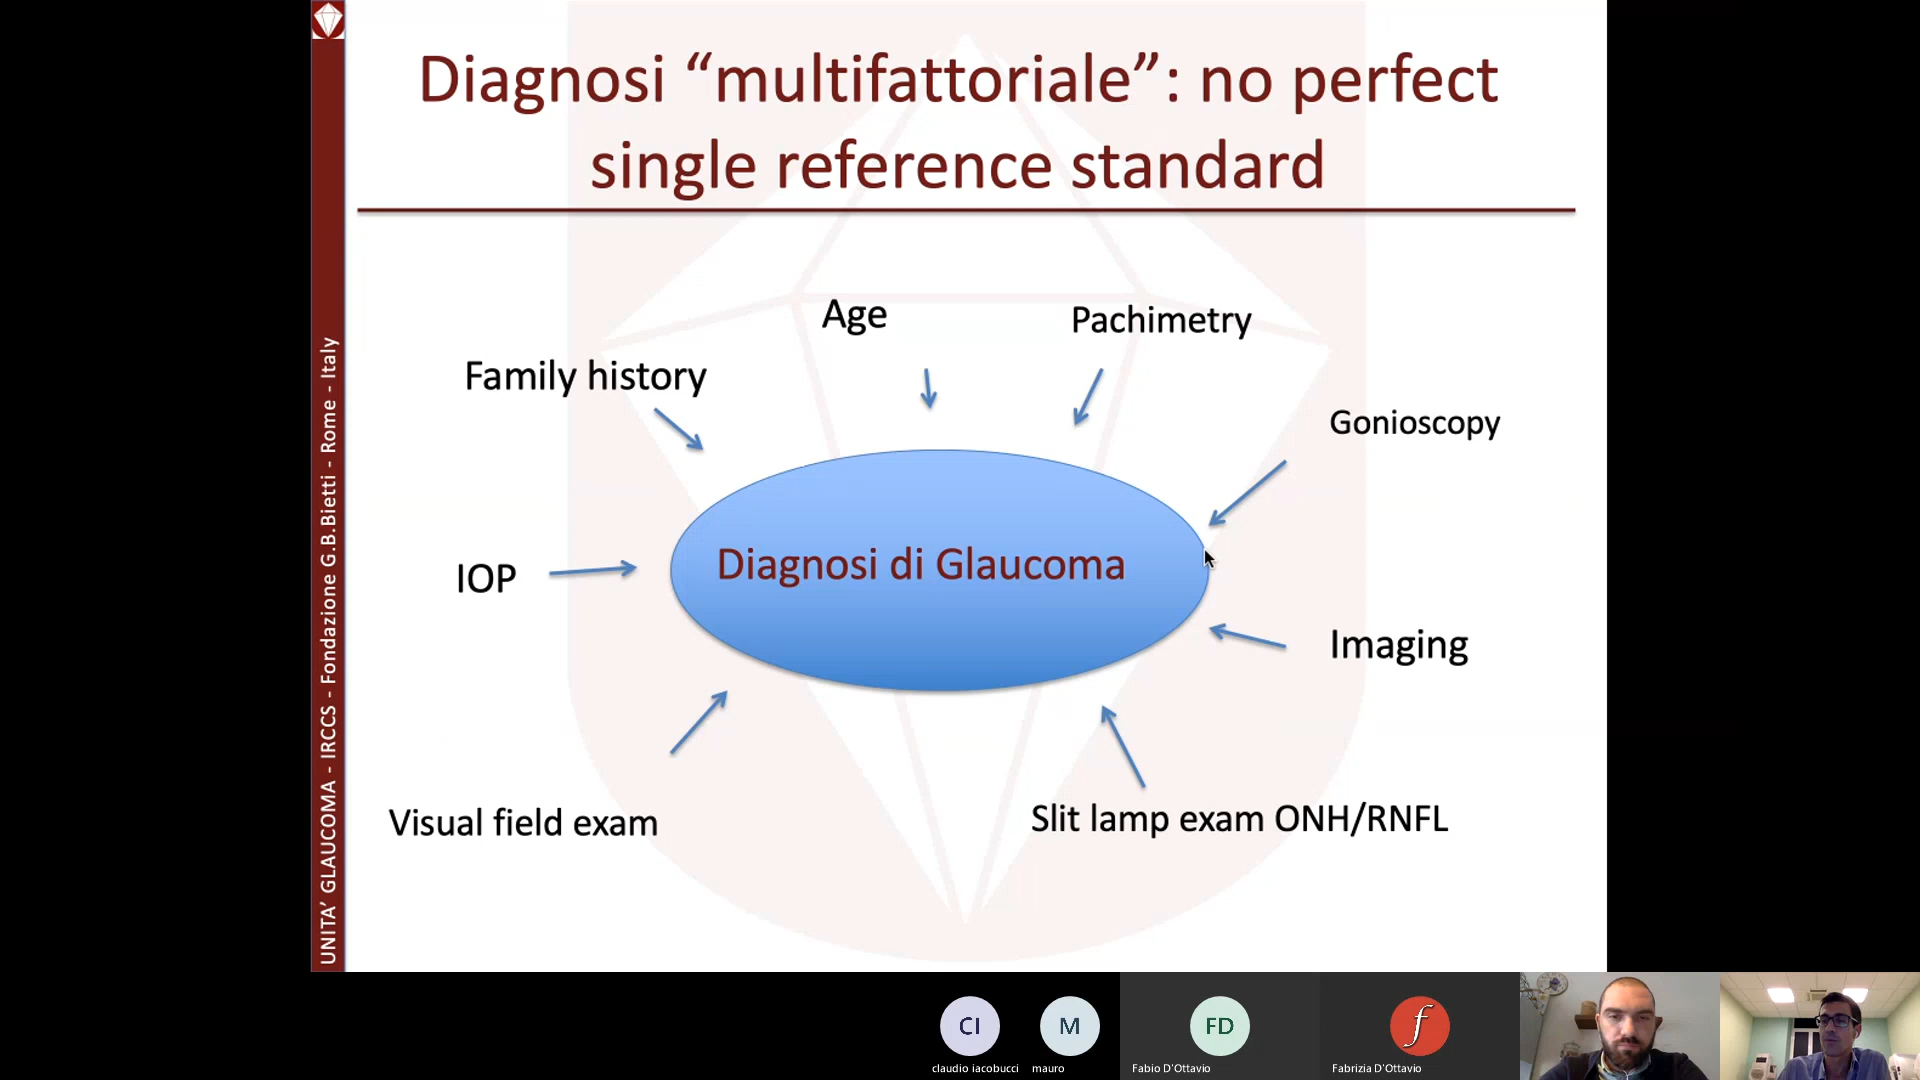 Diagnosi “multifattoriale”: no perfect
single reference standard
Age
Pachimetry
Family history
Gonioscopy
Diagnosi di Glaucoma
IOP
Imaging
Visual field exam
Slit lamp exam ONH/RNFL
UNITA’ GLAUCOMA - IRCCS - Fondazione G.B.Bietti - Rome - Italy
CI
M
FD
f
claudio iacobucci
mauro
Fabio D'Ottavio
Fabrizia D'Ottavio